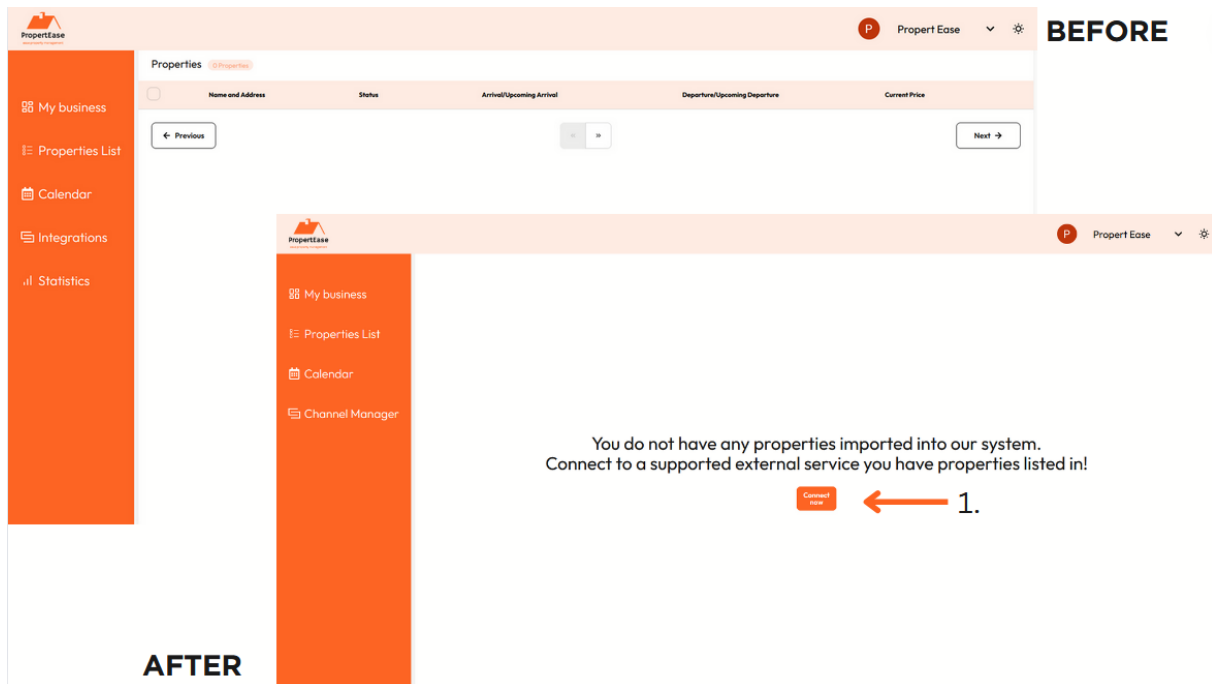 PropertEase
P Propert Ease
BEFORE
Properties 0 Properties
Name and Address Status Arrival/Upcoming Arrival Departure/Upcoming Departure Current Price
← Previous « » Next →
My business
Properties List
Calendar
Integrations
Statistics
PropertEase
P Propert Ease
My business
Properties List
Calendar
Channel Manager
You do not have any properties imported into our system.
Connect to a supported external service you have properties listed in!
Connect
now
1.
AFTER